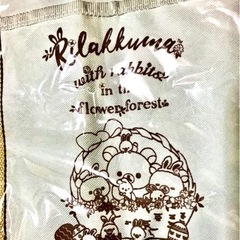 Rilakkuma
with rabbits
in the
flower forest